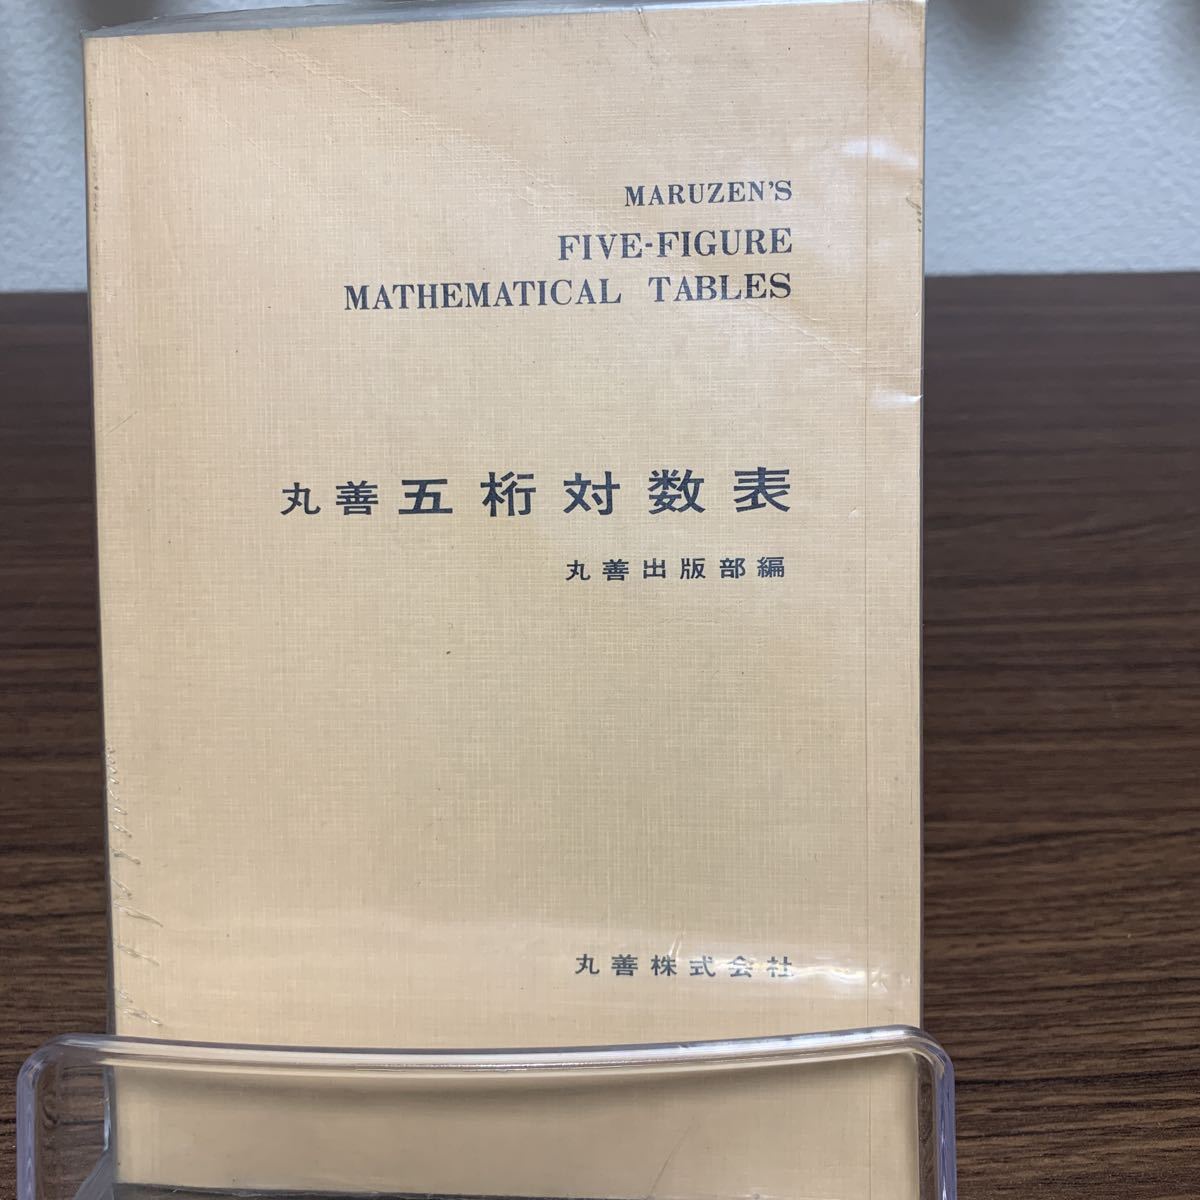 MARUZEN'S
FIVE-FIGURE
MATHEMATICAL TABLES
丸善五桁対数表
丸善出版部編
丸善株式会社